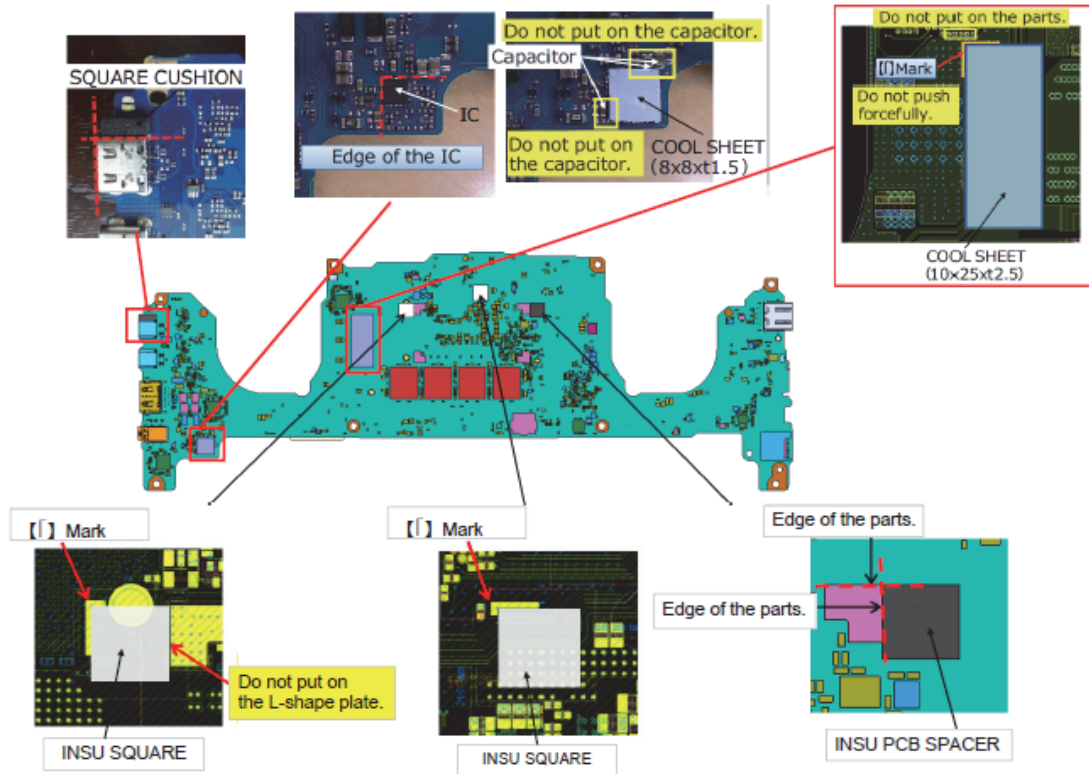 SQUARE CUSHION
IC
Edge of the IC
Do not put on the capacitor.
Capacitor
Do not put on
the capacitor.
COOL SHEET
(8x8xt1.5)
Do not put on the parts.
【「】Mark
Do not push
forcefully.
COOL SHEET
(10x25xt2.5)
【「】 Mark
Do not put on
the L-shape plate.
INSU SQUARE
【「】 Mark
INSU SQUARE
Edge of the parts.
Edge of the parts.
INSU PCB SPACER